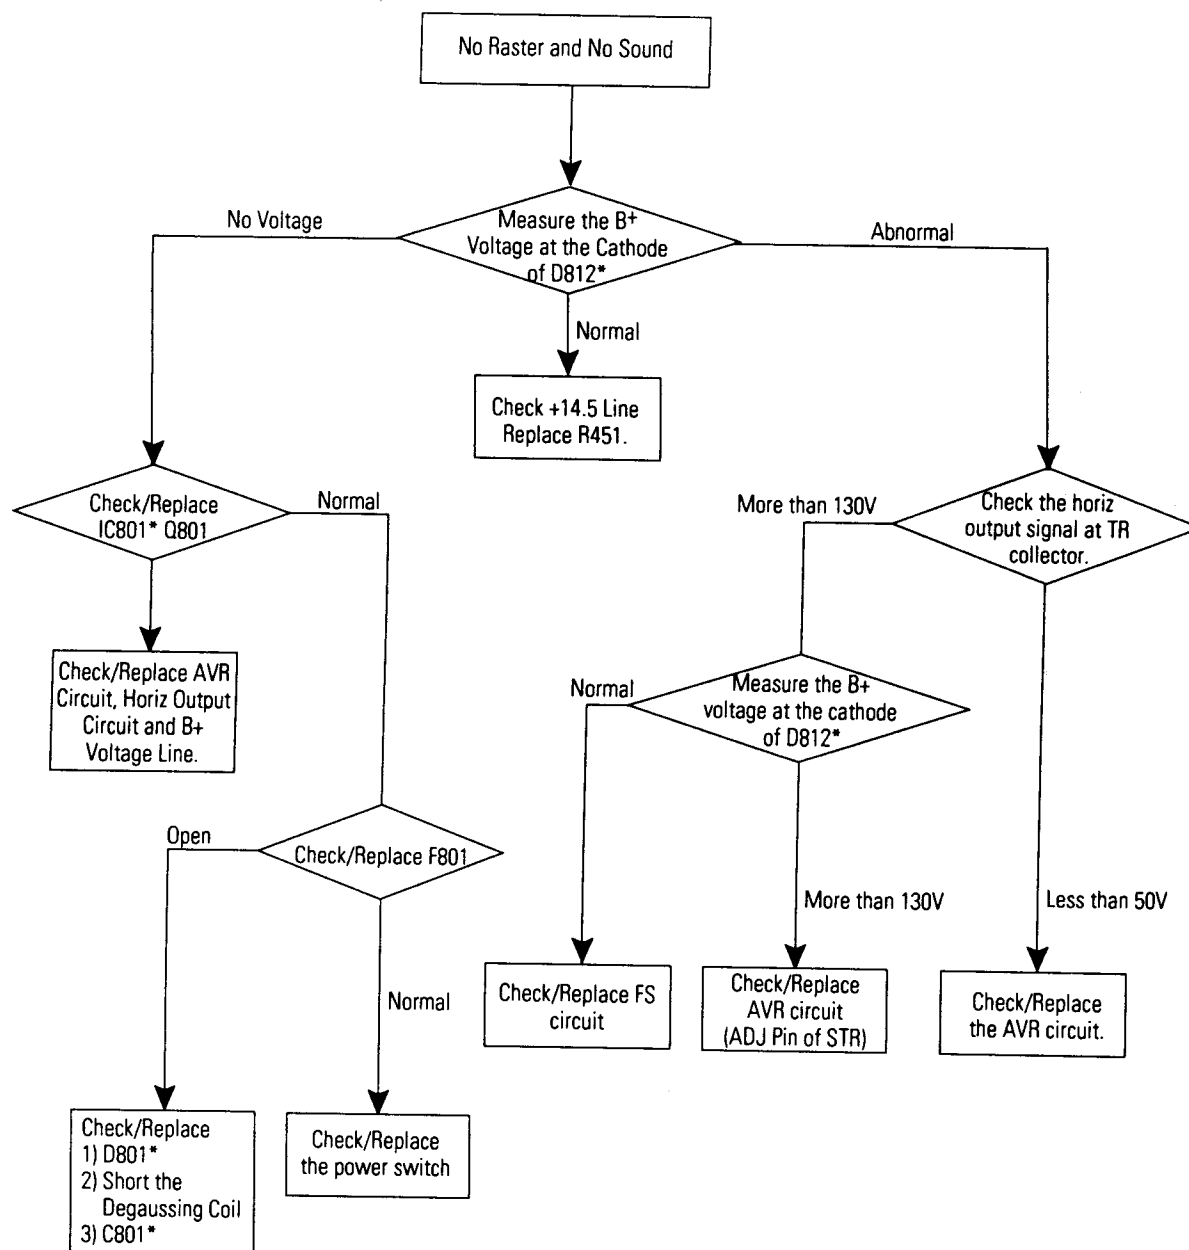 No Raster and No Sound
No Voltage
Measure the B+
Voltage at the Cathode
of D812*
Abnormal
Normal
Check +14.5 Line
Replace R451.
Check/Replace
IC801* Q801
Normal
More than 130V
Check the horiz
output signal at TR
collector.
Check/Replace AVR
Circuit, Horiz Output
Circuit and B+
Voltage Line.
Normal
Measure the B+
voltage at the cathode
of D812*
Open
Check/Replace F801
More than 130V
Less than 50V
Normal
Check/Replace FS
circuit
Check/Replace
AVR circuit
(ADJ Pin of STR)
Check/Replace
the AVR circuit.
Check/Replace
1) D801*
2) Short the
Degaussing Coil
3) C801*
Check/Replace
the power switch